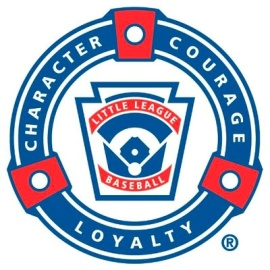 CHARACTER
COURAGE
LITTLE LEAGUE
BASEBALL
LOYALTY
®